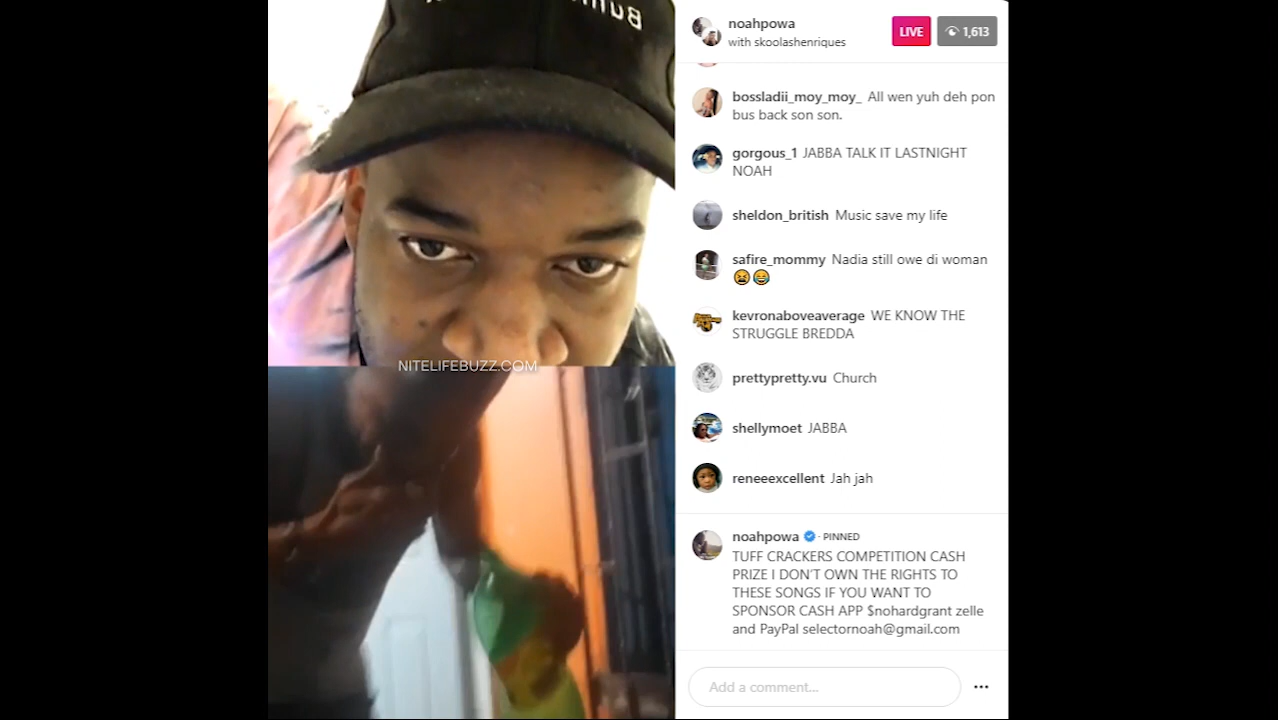 noahpowa
with skoolashenriques
LIVE
1,613
bossladii_moy_moy_ All wen yuh deh pon
bus back son son.
gorgous_1 JABBA TALK IT LASTNIGHT
NOAH
sheldon_british Music save my life
safire_mommy Nadia still owe di woman
😫😂
kevronaboveaverage WE KNOW THE
STRUGGLE BREDDA
prettypretty.vu Church
shellymoet JABBA
reneeexcellent Jah jah
noahpowa · PINNED
TUFF CRACKERS COMPETITION CASH
PRIZE I DON'T OWN THE RIGHTS TO
THESE SONGS IF YOU WANT TO
SPONSOR CASH APP $nohardgrant zelle
and PayPal selectornoah@gmail.com
Add a comment...
NITELIFEBUZZ.COM